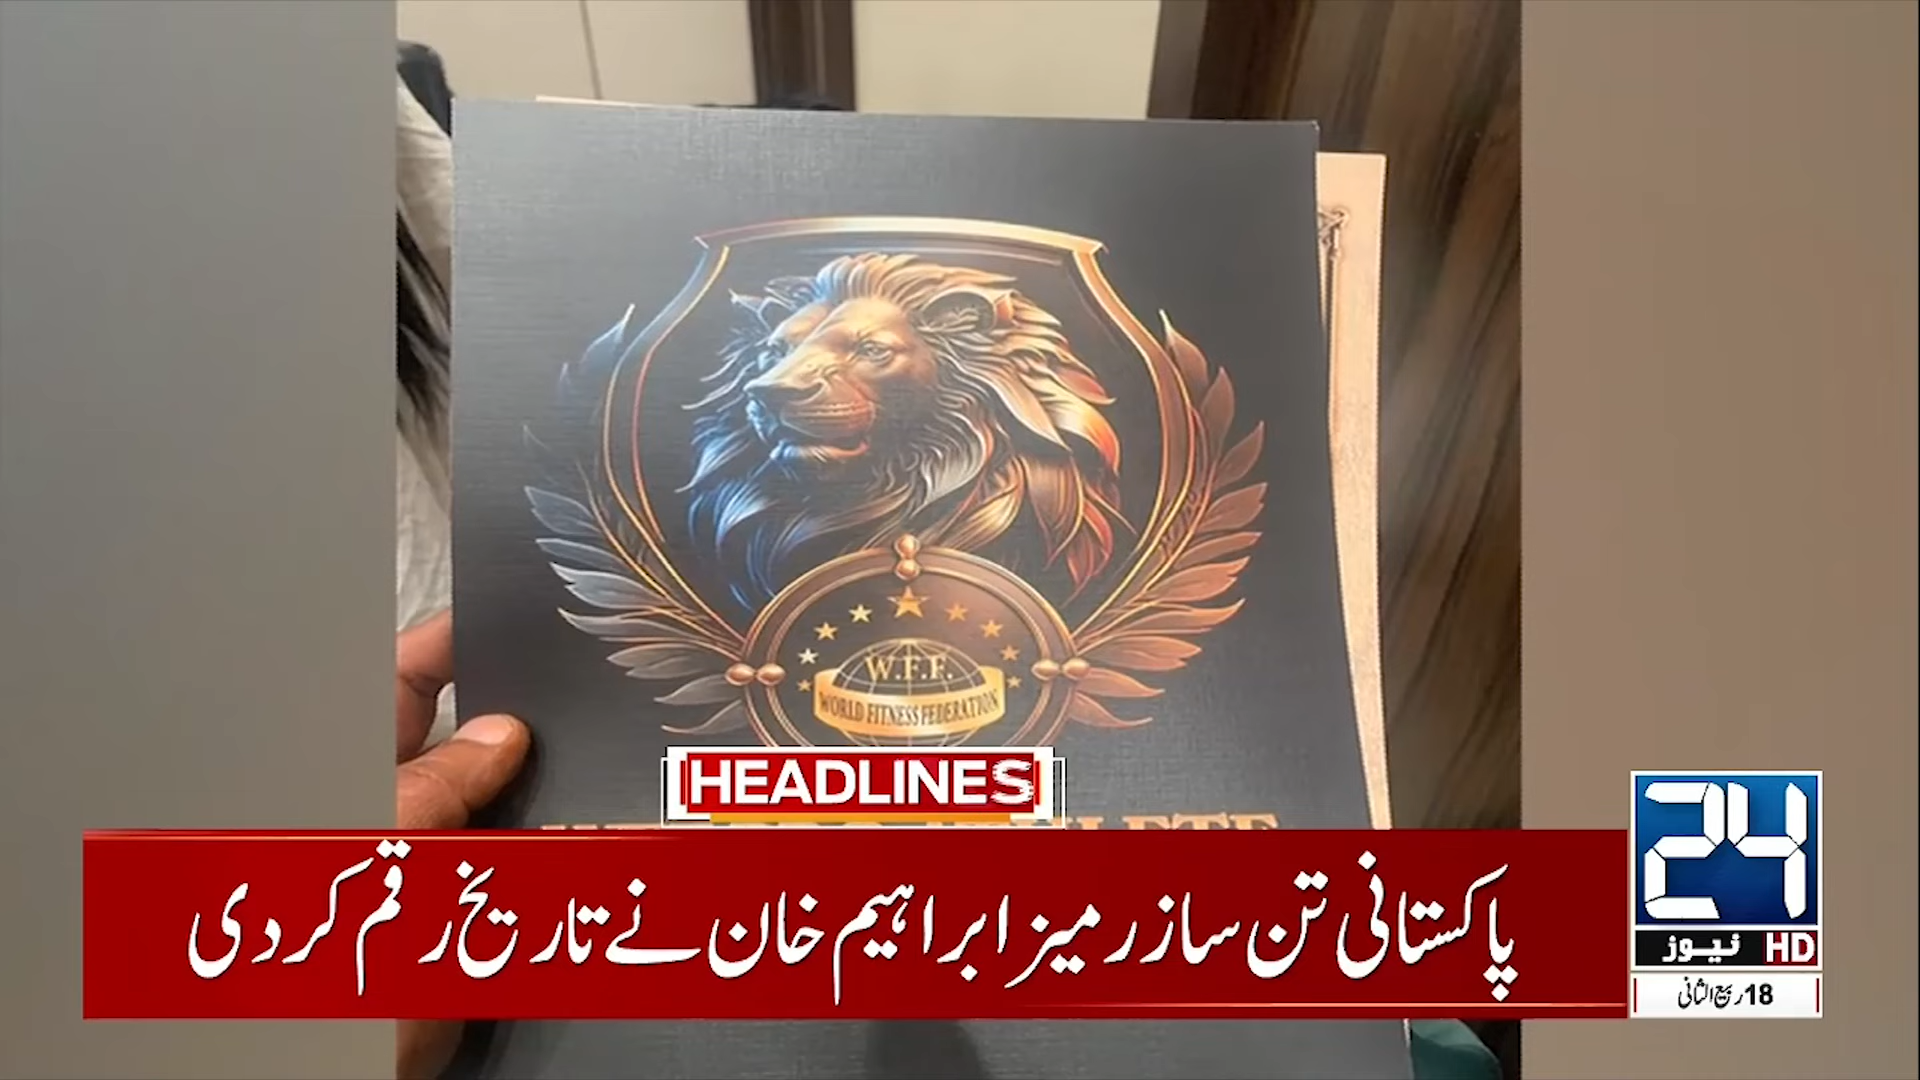 W.F.F.
WORLD FITNESS FEDERATION
HEADLINES
پاکستانی تن ساز رمیز ابراہیم خان نے تاریخ رقم کر دی
24
نیوز HD
18 ربیع الثانی